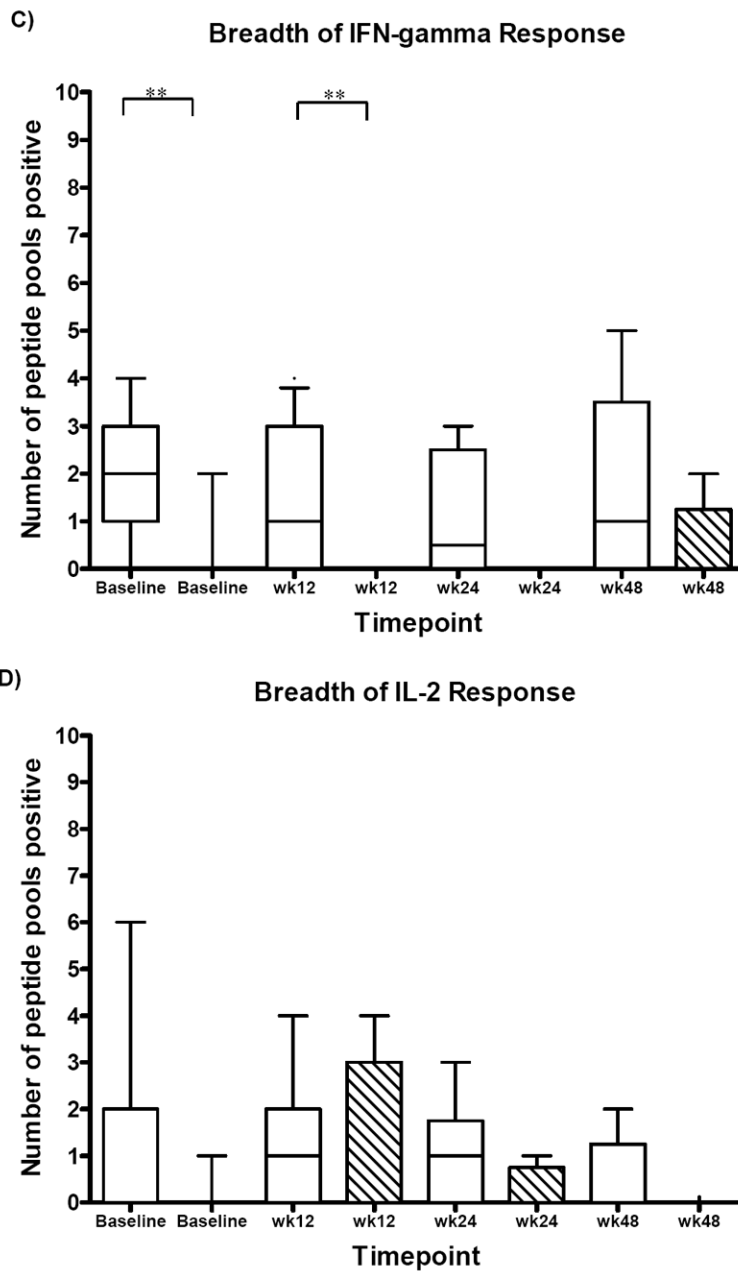 C)
Breadth of IFN-gamma Response
** **
Number of peptide pools positive
10
9
8
7
6
5
4
3
2
1
0
Baseline Baseline wk12 wk12 wk24 wk24 wk48 wk48
Timepoint
D)
Breadth of IL-2 Response
Number of peptide pools positive
10
9
8
7
6
5
4
3
2
1
0
Baseline Baseline wk12 wk12 wk24 wk24 wk48 wk48
Timepoint